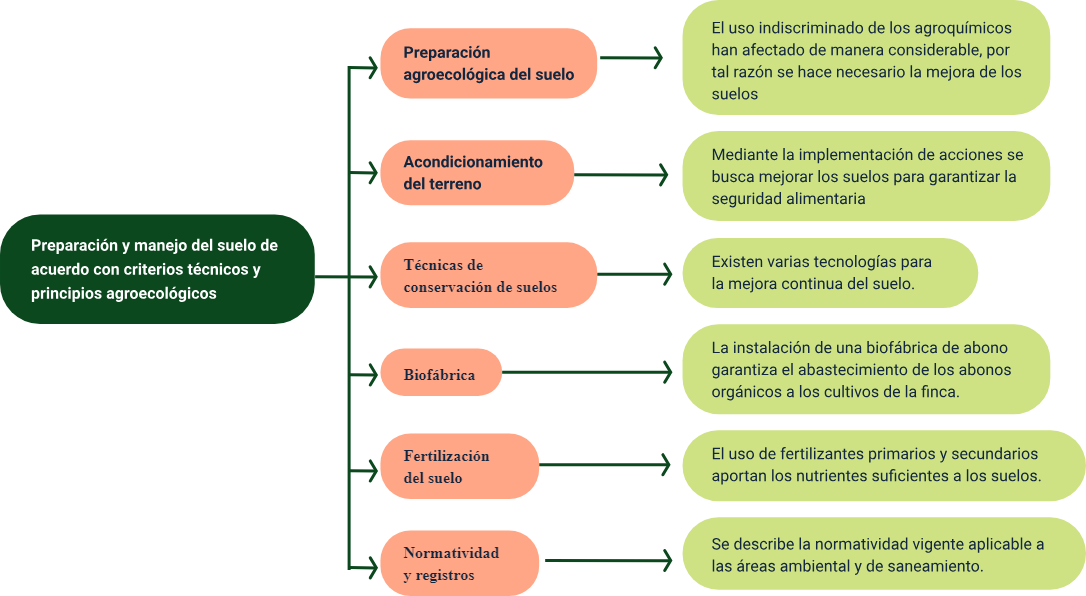 Preparación y manejo del suelo de
acuerdo con criterios técnicos y
principios agroecológicos
Preparación
agroecológica del suelo
El uso indiscriminado de los agroquímicos
han afectado de manera considerable, por
tal razón se hace necesario la mejora de los
suelos
Acondicionamiento
del terreno
Mediante la implementación de acciones se
busca mejorar los suelos para garantizar la
seguridad alimentaria
Técnicas de
conservación de suelos
Existen varias tecnologías para
la mejora continua del suelo.
Biofábrica
La instalación de una biofábrica de abono
garantiza el abastecimiento de los abonos
orgánicos a los cultivos de la finca.
Fertilización
del suelo
El uso de fertilizantes primarios y secundarios
aportan los nutrientes suficientes a los suelos.
Normatividad
y registros
Se describe la normatividad vigente aplicable a
las áreas ambiental y de saneamiento.